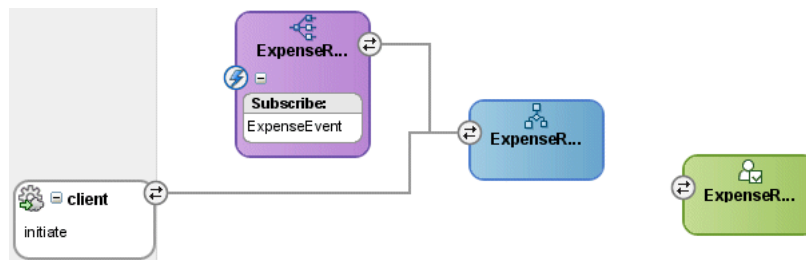 ExpenseR...
Subscribe:
ExpenseEvent
ExpenseR...
client
initiate
ExpenseR...